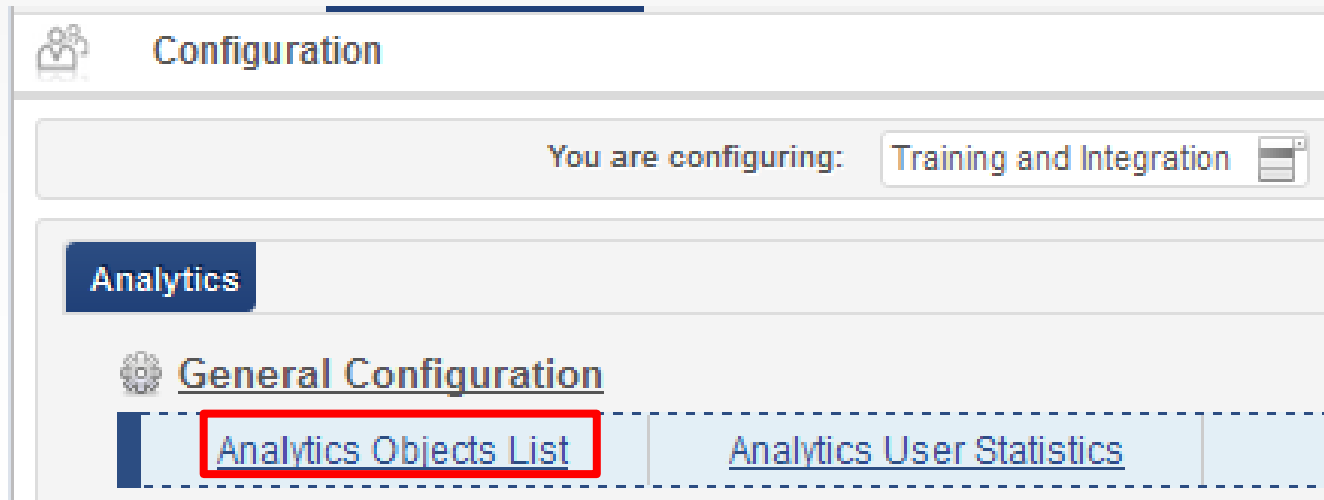 Configuration
You are configuring: Training and Integration
Analytics
General Configuration
Analytics Objects List Analytics User Statistics